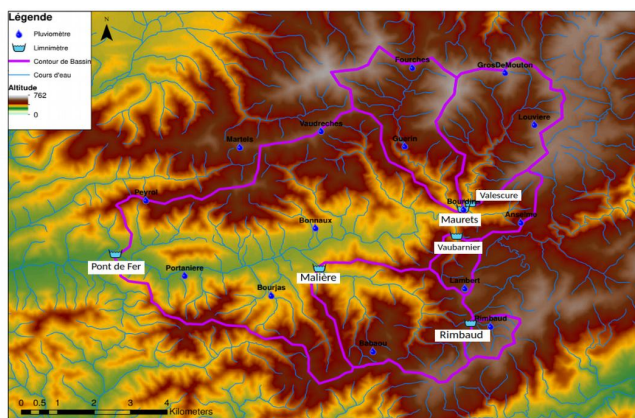 Légende
Pluviomètre
Limnimètre
Contour de Bassin
Cours d'eau
Altitude
762
0
N
Fourches
GrosDeMouton
Louviere
Vaudreches
Martels
Guerin
Peyrol
Valescure
Bourdin
Maurets
Anselme
Bonnaux
Vaubarnier
Pont de Fer
Portaniere
Malière
Lambert
Bourjas
Rimbaud
Rimbaud
Babaou
0 0.5 1 2 3 4
Kilometers